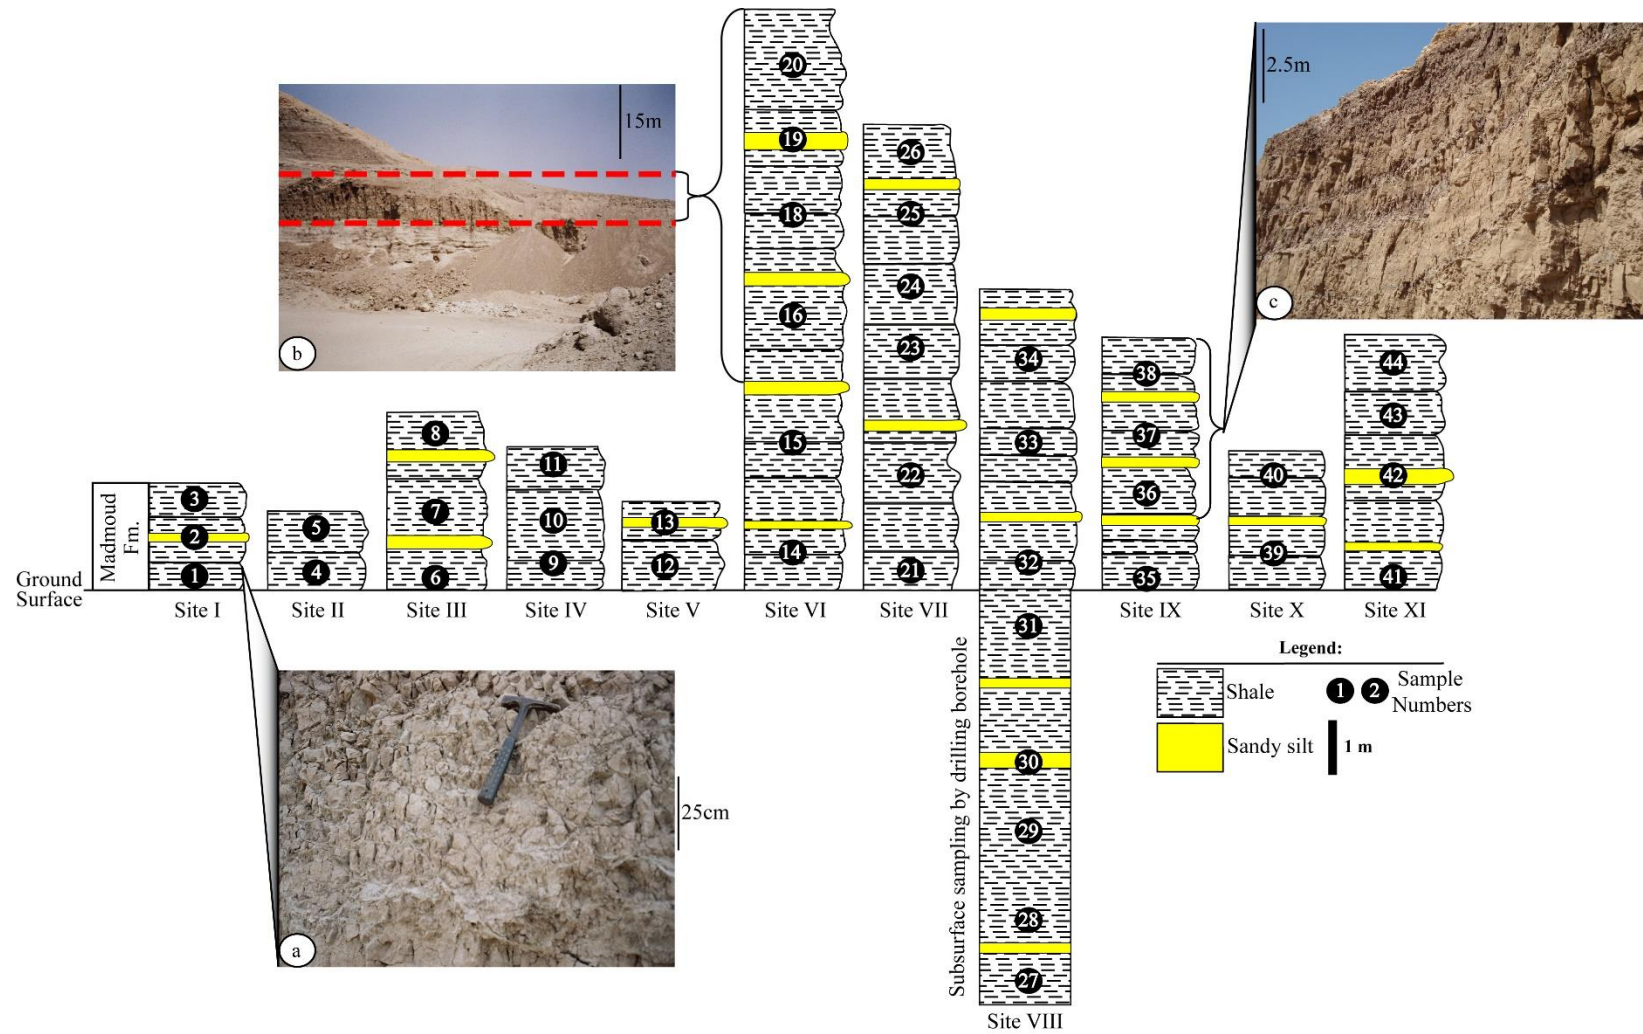 15m
b
2.5m
c
20
19
18
16
15
14
26
25
24
23
22
21
34
33
32
38
37
36
35
40
39
44
43
42
41
8
7
6
11
10
9
13
12
5
4
3
2
1
Madmoud
Fm.
Ground
Surface
Site I
Site II
Site III
Site IV
Site V
Site VI
Site VII
Site IX
Site X
Site XI
31
30
29
28
27
Subsurface sampling by drilling borehole
Site VIII
25cm
a
Legend:
Shale
1 2 Sample
Numbers
Sandy silt
1 m